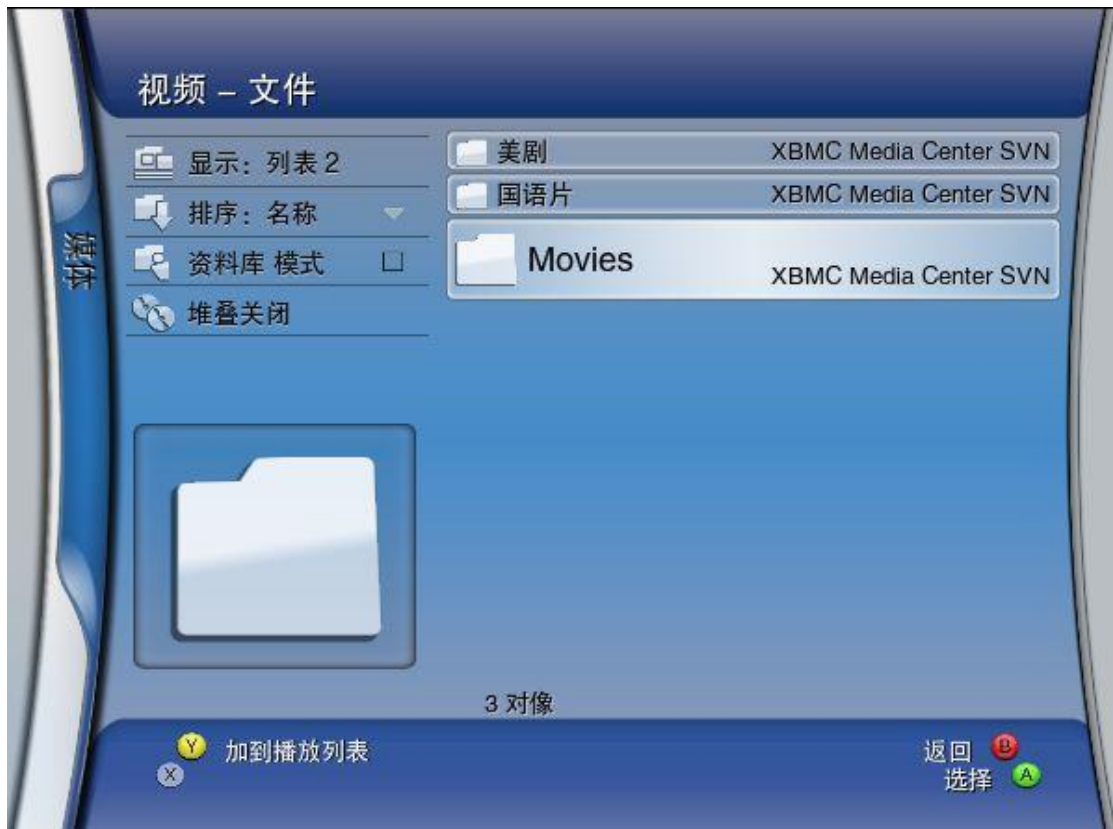 视频 – 文件
媒体
显示: 列表 2
排序: 名称
资料库 模式
堆叠关闭
美剧 XBMC Media Center SVN
国语片 XBMC Media Center SVN
Movies XBMC Media Center SVN
3 对像
Y 加到播放列表
X
返回 B
选择 A